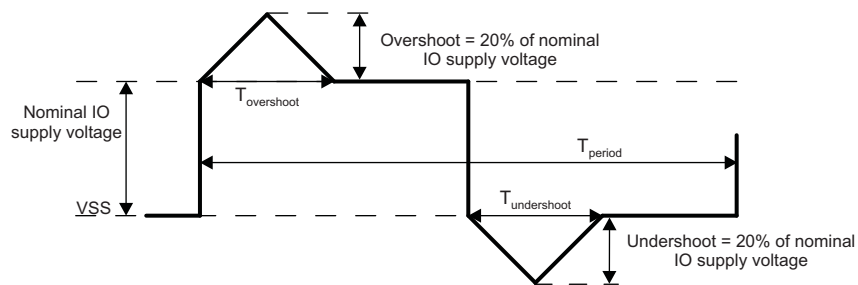 Overshoot = 20% of nominal
IO supply voltage
Nominal IO
supply voltage
Tovershoot
Tperiod
VSS
Tundershoot
Undershoot = 20% of nominal
IO supply voltage